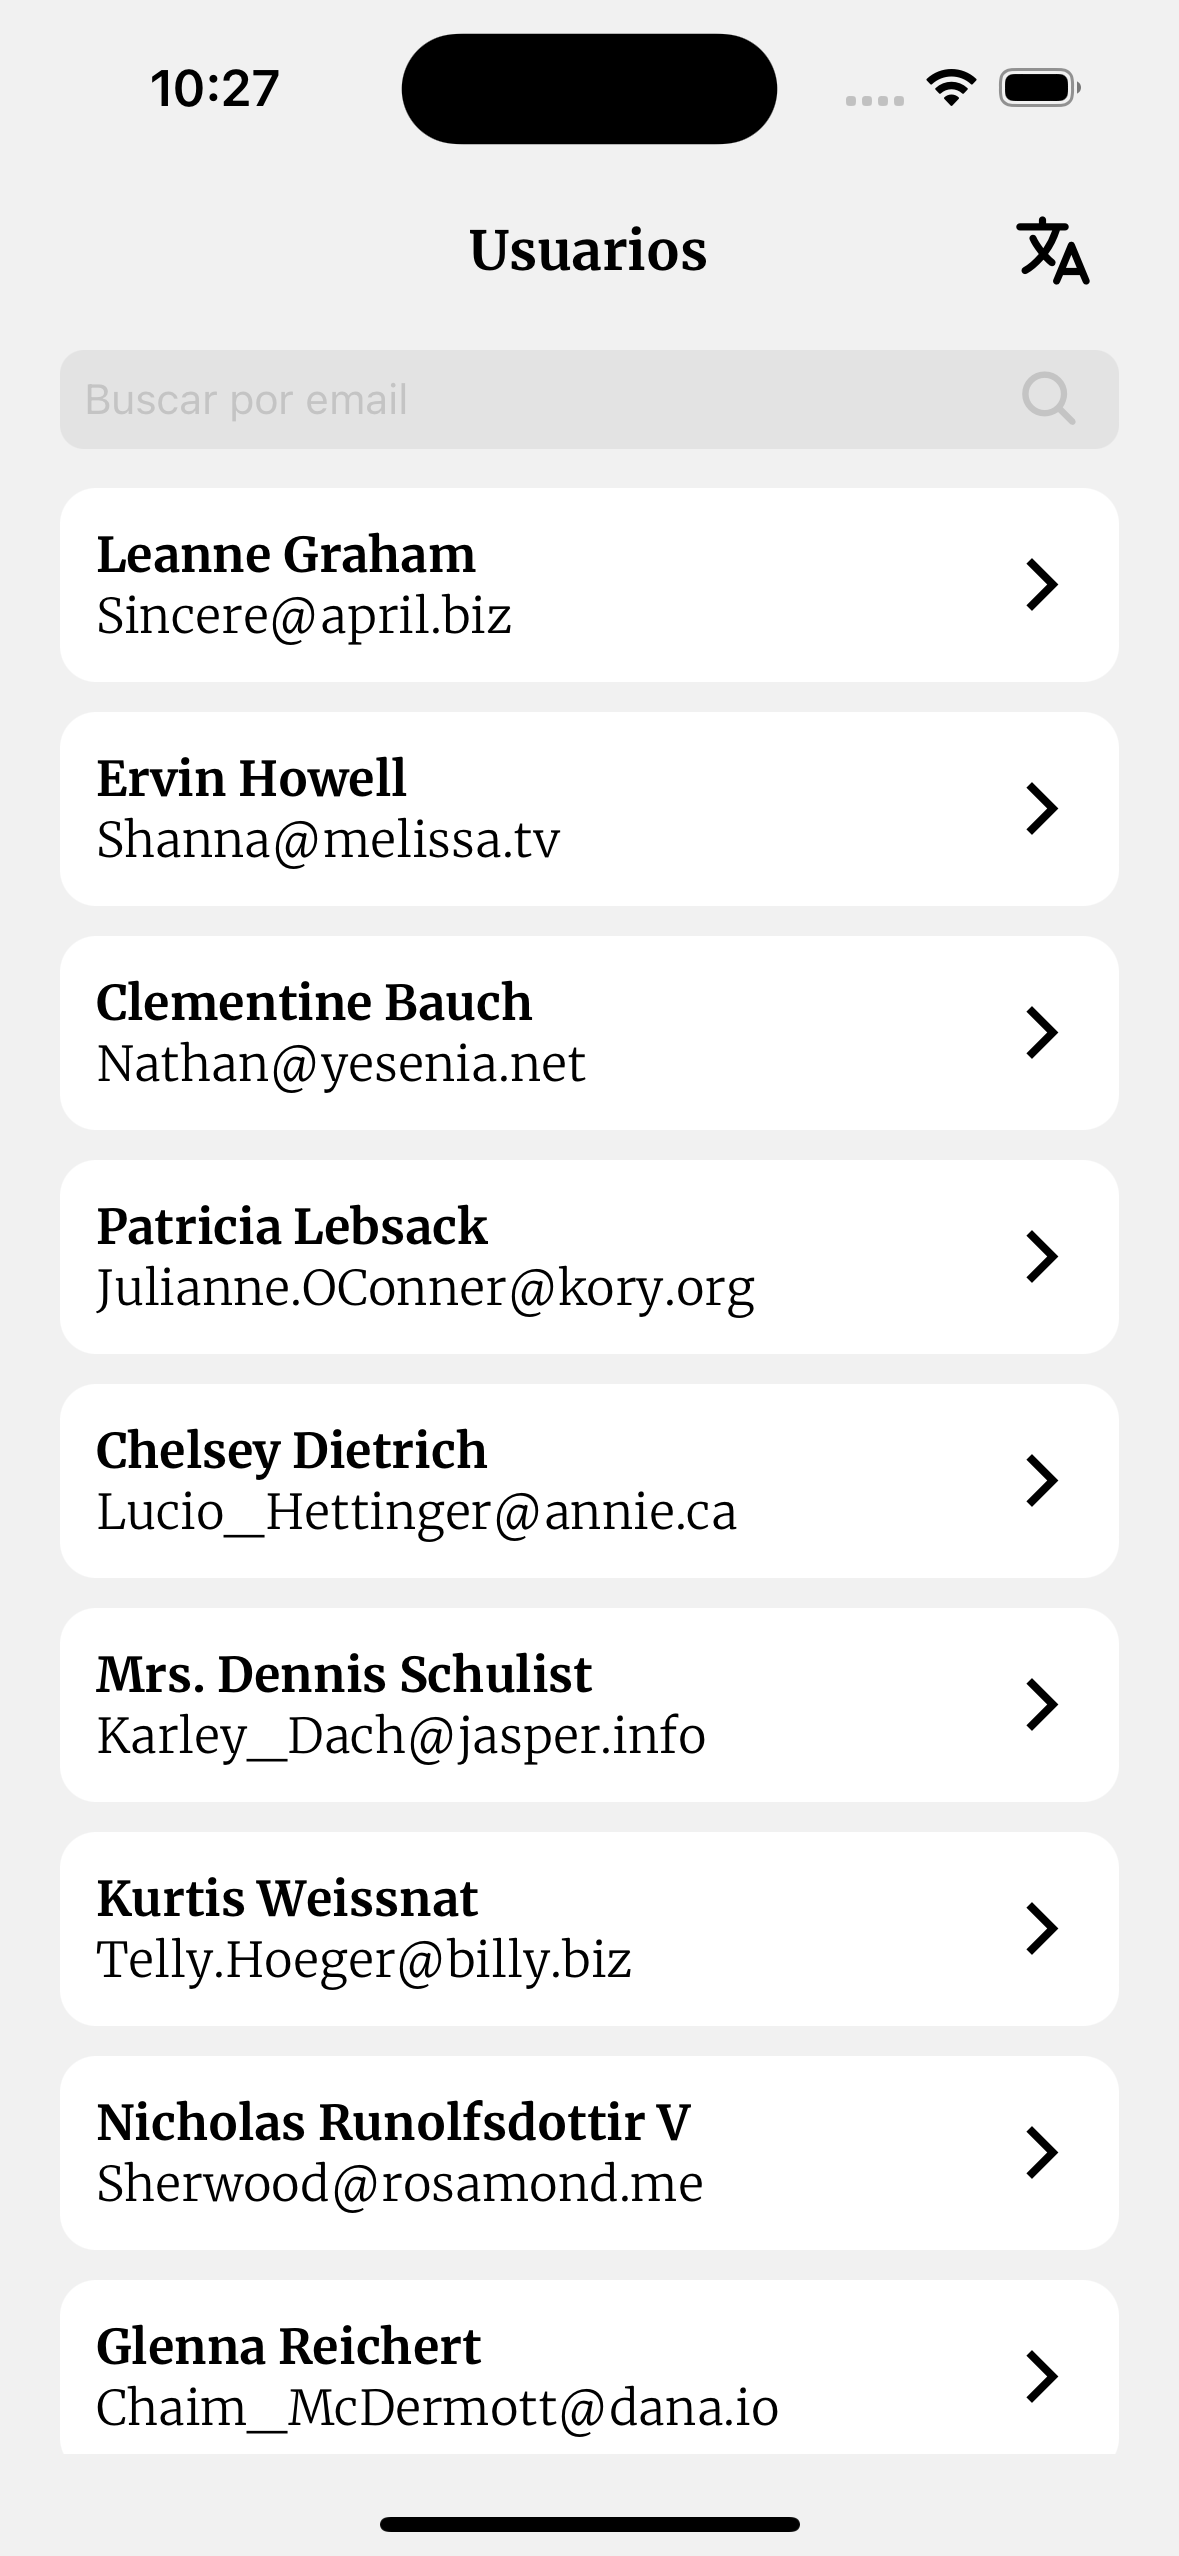 10:27
Usuarios
Buscar por email
Leanne Graham
Sincere@april.biz
Ervin Howell
Shanna@melissa.tv
Clementine Bauch
Nathan@yesenia.net
Patricia Lebsack
Julianne.OConner@kory.org
Chelsey Dietrich
Lucio_Hettinger@annie.ca
Mrs. Dennis Schulist
Karley_Dach@jasper.info
Kurtis Weissnat
Telly.Hoeger@billy.biz
Nicholas Runolfsdottir V
Sherwood@rosamond.me
Glenna Reichert
Chaim_McDermott@dana.io